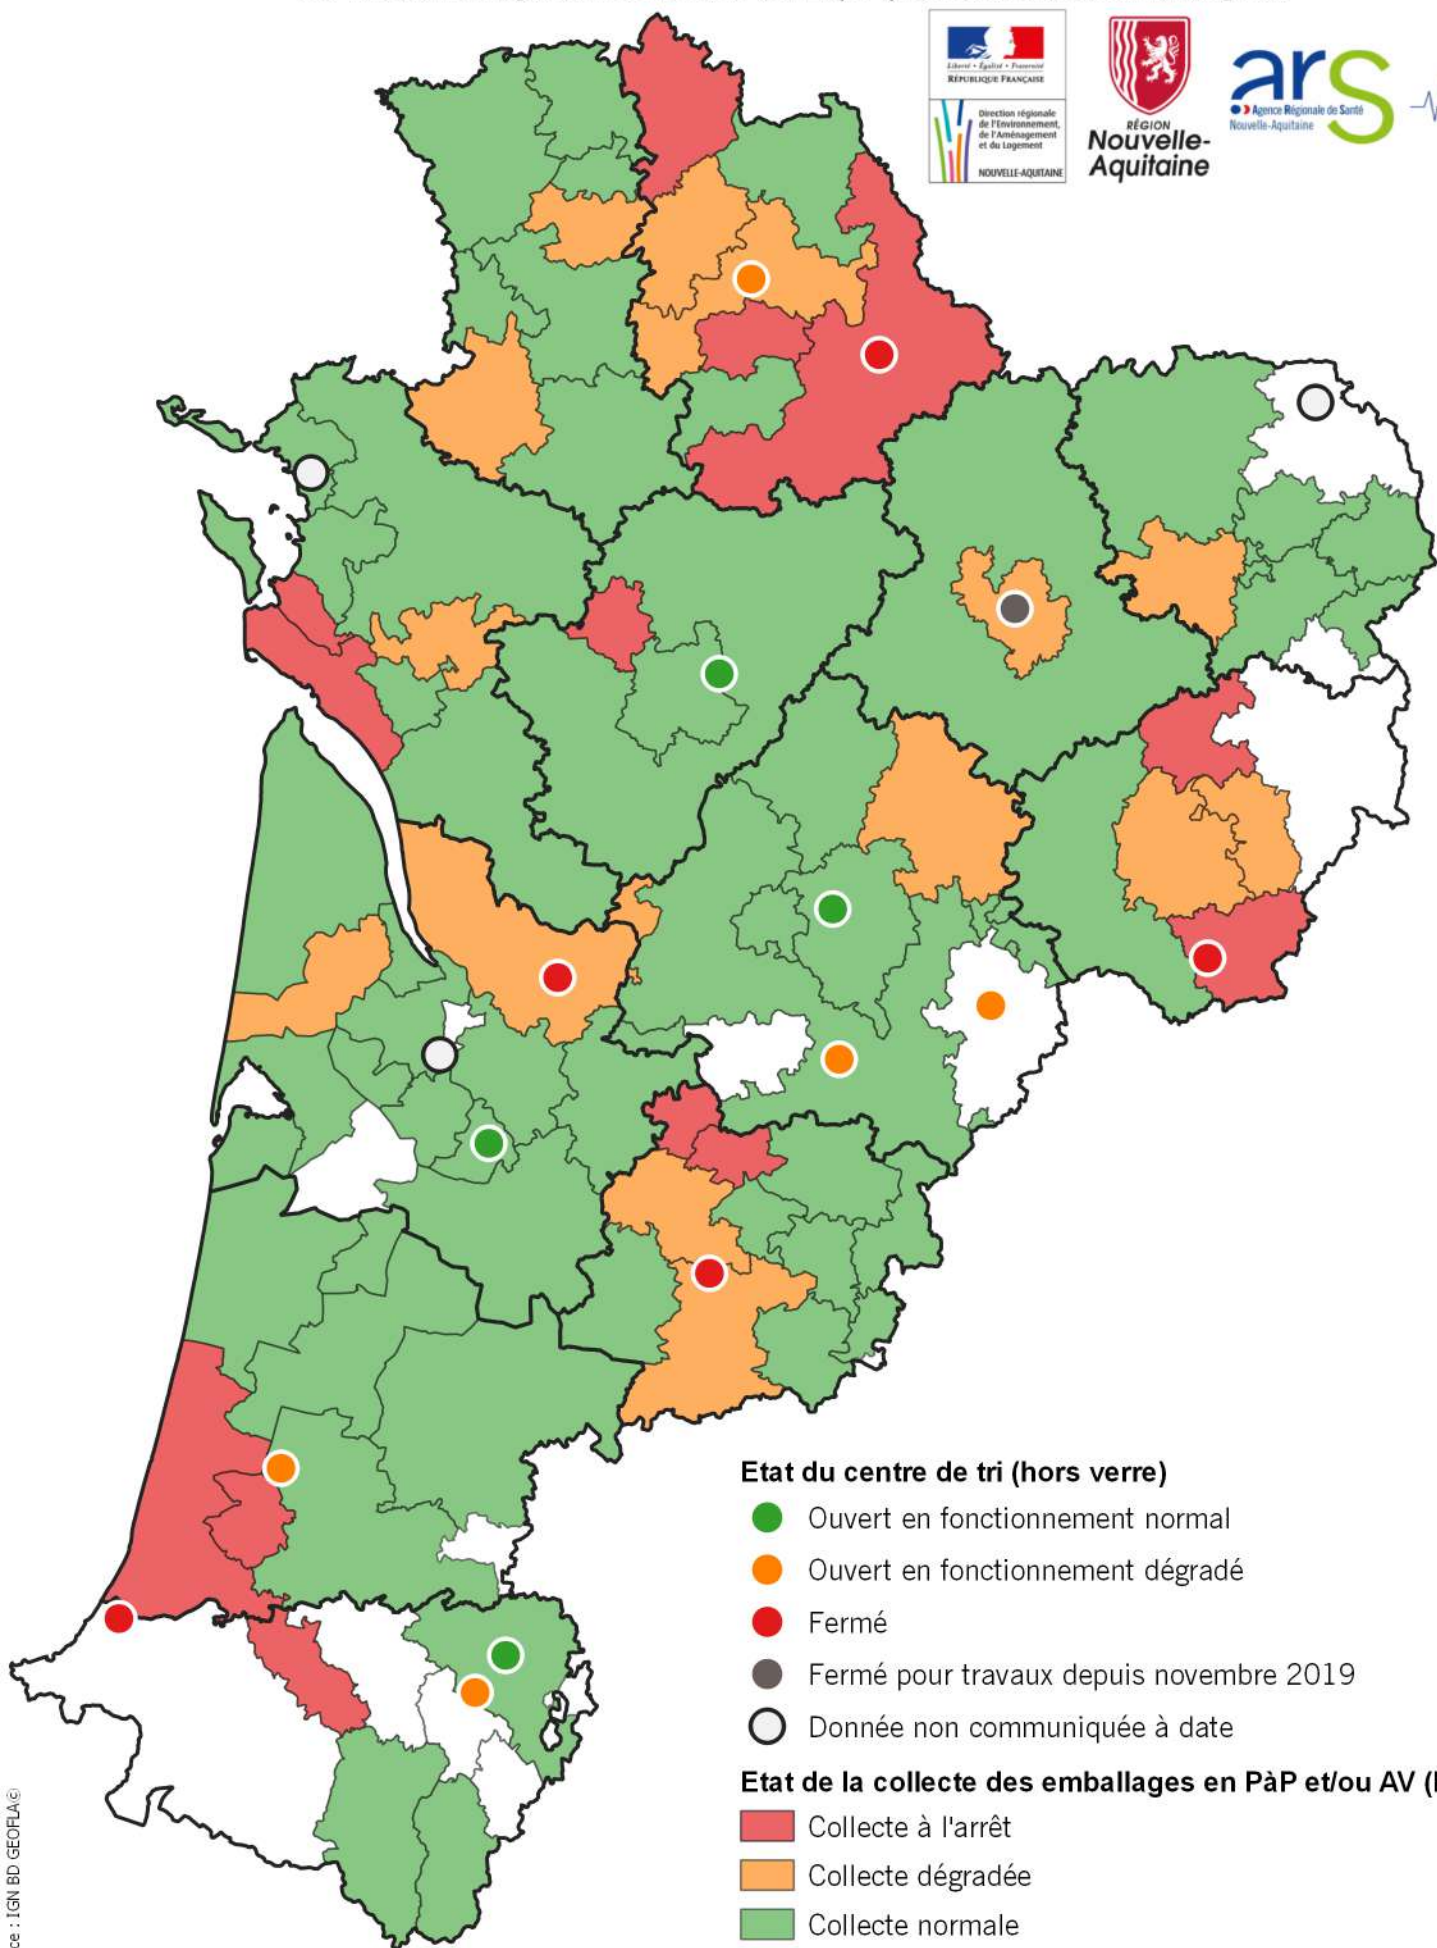 Liberté • Égalité • Fraternité
RÉPUBLIQUE FRANÇAISE
Direction régionale
de l'Environnement,
de l'Aménagement
et du Logement
NOUVELLE-AQUITAINE
RÉGION
Nouvelle-
Aquitaine
ars
Agence Régionale de Santé
Nouvelle-Aquitaine
Etat du centre de tri (hors verre)
Ouvert en fonctionnement normal
Ouvert en fonctionnement dégradé
Fermé
Fermé pour travaux depuis novembre 2019
Donnée non communiquée à date
Etat de la collecte des emballages en PàP et/ou AV (
Collecte à l'arrêt
Collecte dégradée
Collecte normale
ce : IGN BD GEOFLA©